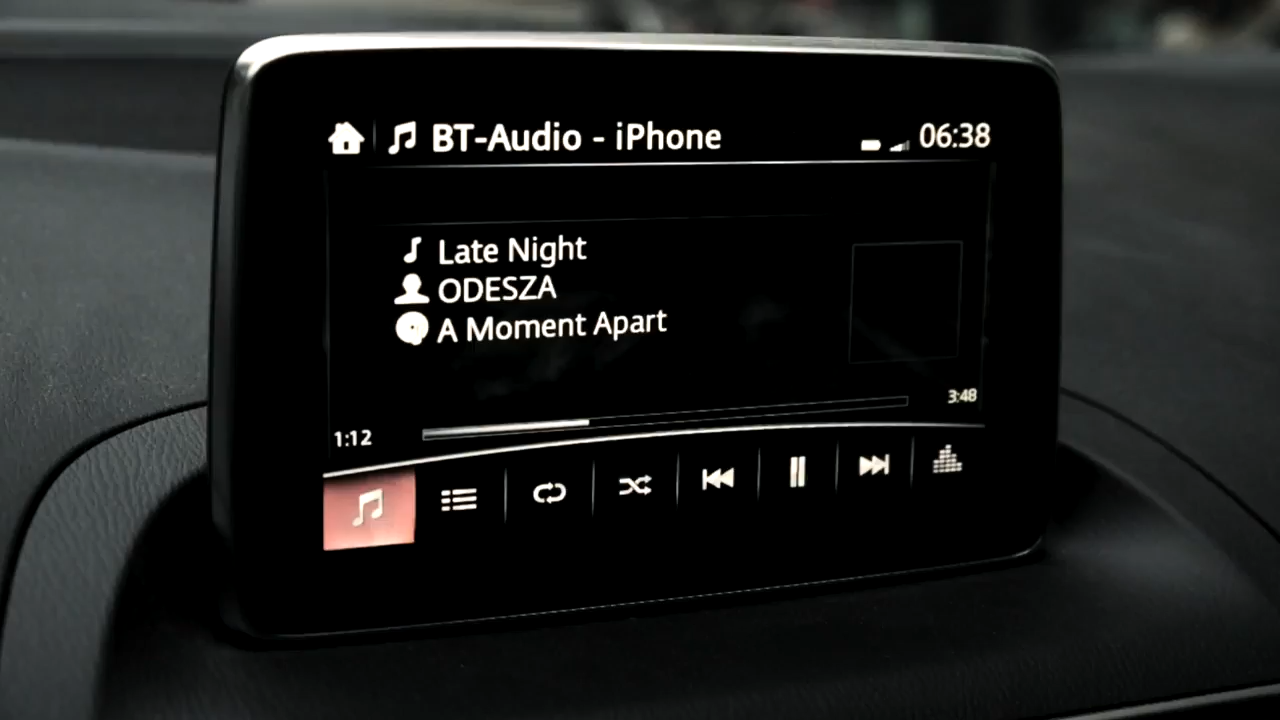 BT-Audio - iPhone 06:38
Late Night
ODESZA
A Moment Apart
1:12 3:48